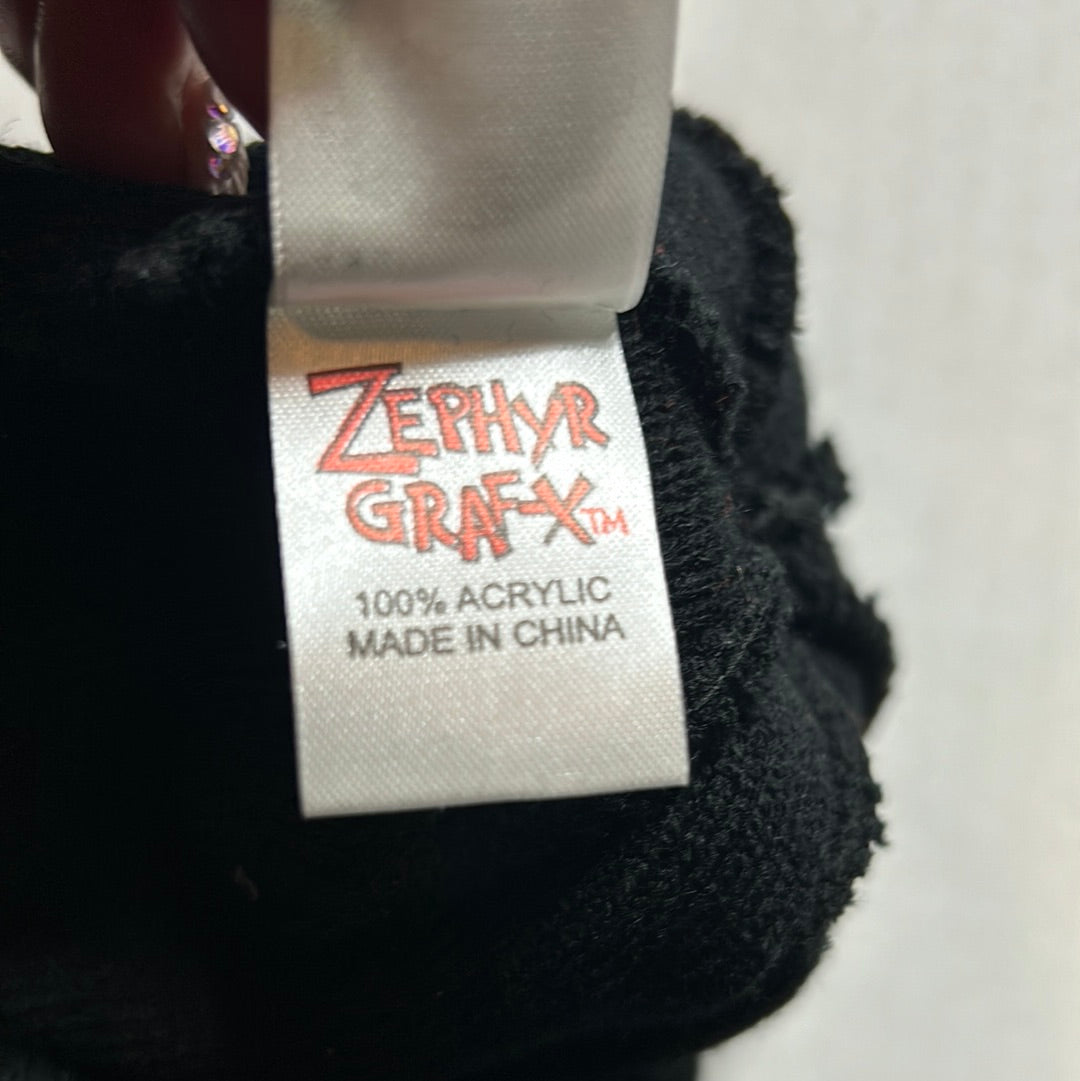 ZEPHYR
GRAF-X™
100% ACRYLIC
MADE IN CHINA